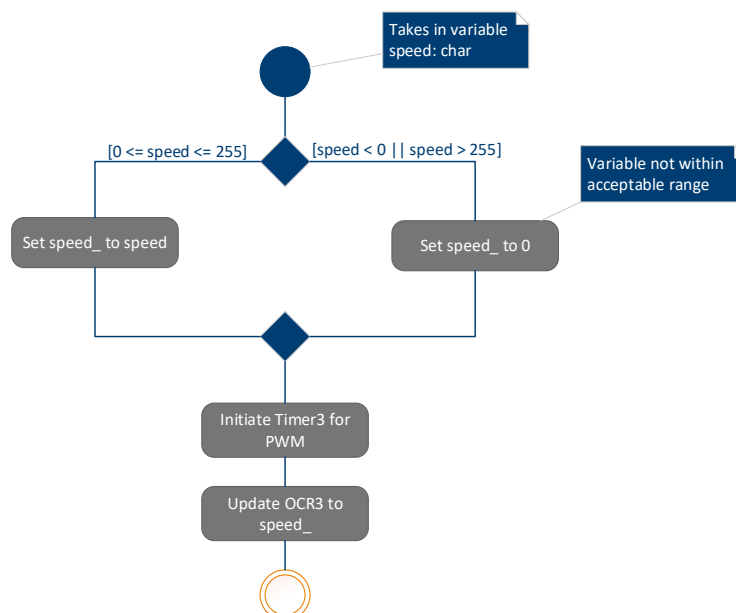 Takes in variable
speed: char
[0 <= speed <= 255]
[speed < 0 || speed > 255]
Variable not within
acceptable range
Set speed_ to speed
Set speed_ to 0
Initiate Timer3 for
PWM
Update OCR3 to
speed_